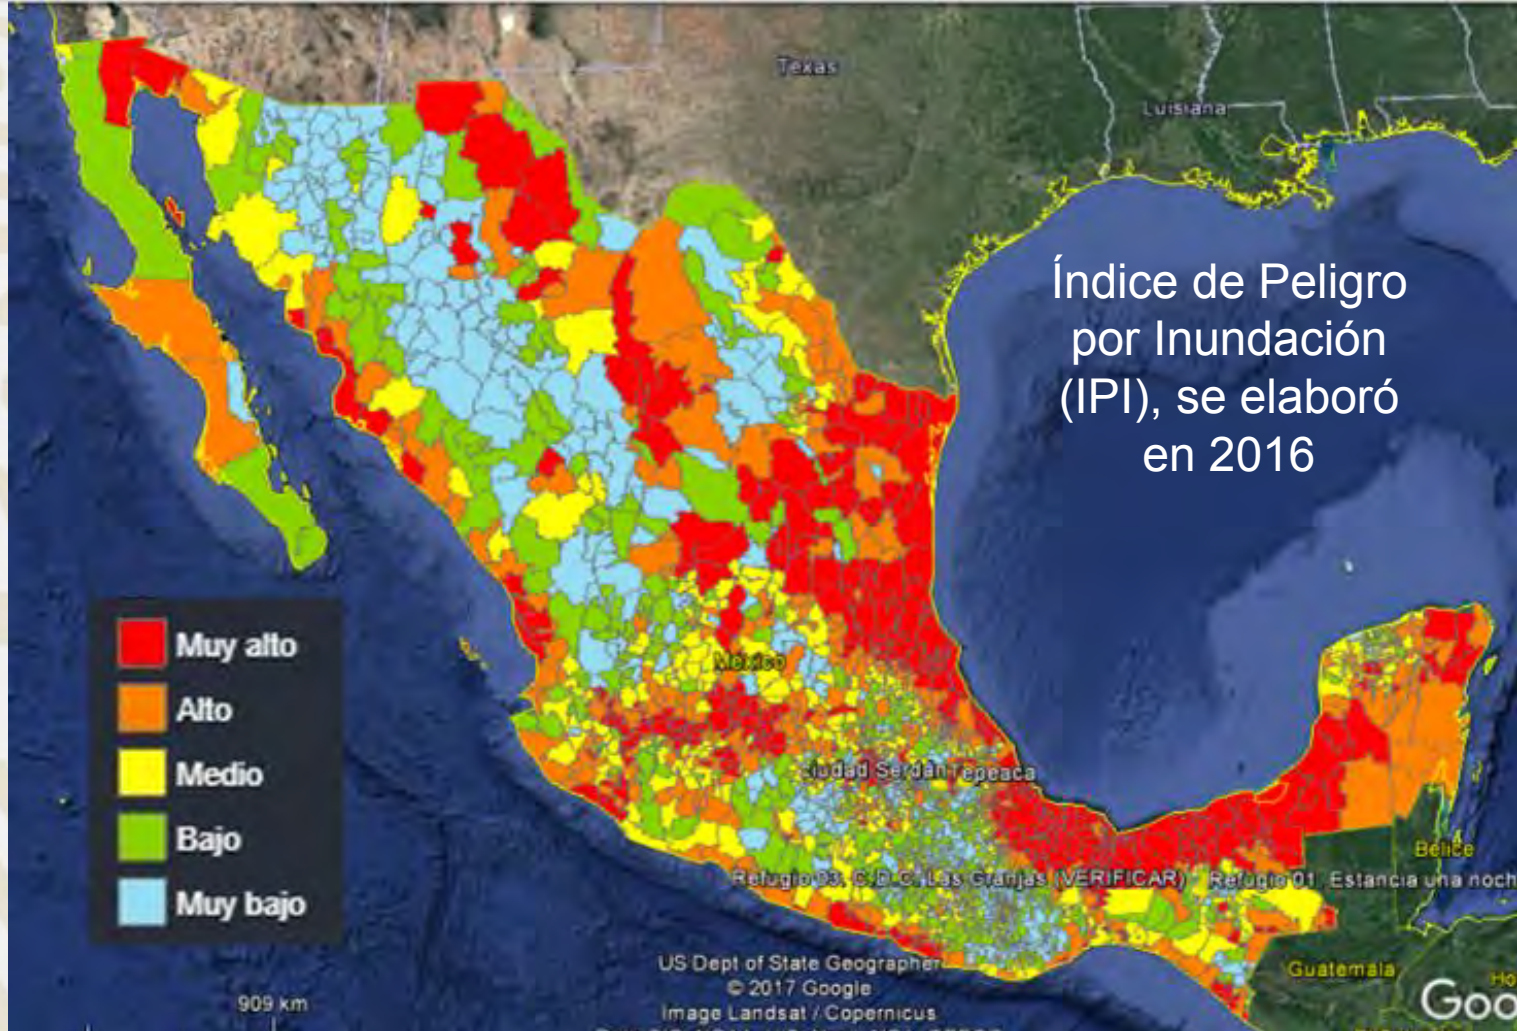 Texas
Luisiana
Índice de Peligro
por Inundación
(IPI), se elaboró
en 2016
Muy alto
Alto
Medio
Bajo
Muy bajo
México
Ciudad Serdán Tepeaca
Belice
Refugio 93. C.D.C. Las Granjas (VERIFICAR)
Refugio 01. Estancia una noch
Guatemala
Ho
US Dept of State Geographer
© 2017 Google
Image Landsat / Copernicus
909 km
Goo